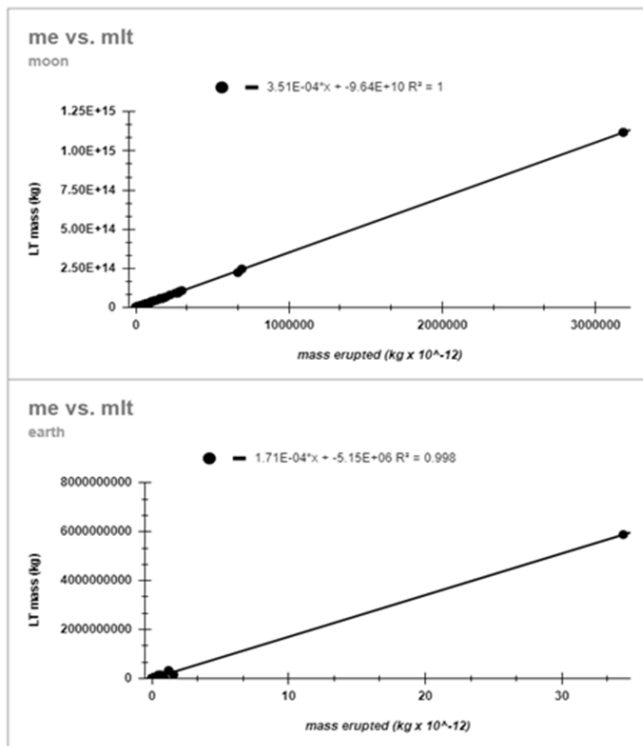 me vs. mlt
moon
3.51E-04*x + -9.64E+10 R² = 1
1.25E+15
1.00E+15
7.50E+14
5.00E+14
2.50E+14
0
LT mass (kg)
0 1000000 2000000 3000000
mass erupted (kg x 10^-12)
me vs. mlt
earth
1.71E-04*x + -5.15E+06 R² = 0.998
8000000000
6000000000
4000000000
2000000000
0
LT mass (kg)
0 10 20 30
mass erupted (kg x 10^-12)